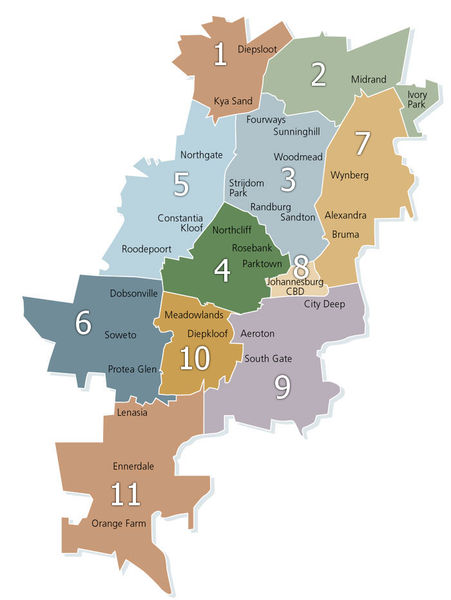 1
Diepsloot
2
Midrand
Kya Sand
Ivory
Park
Fourways
Sunninghill
7
Northgate
Woodmead
Wynberg
5
Strijdom
Park
3
Randburg
Sandton
Alexandra
Constantia
Kloof
Northcliff
Bruma
Roodepoort
Rosebank
4
Parktown
8
Johannesburg
CBD
Dobsonville
City Deep
6
Meadowlands
Soweto
Diepkloof
Aeroton
10
Protea Glen
South Gate
9
Lenasia
Ennerdale
11
Orange Farm